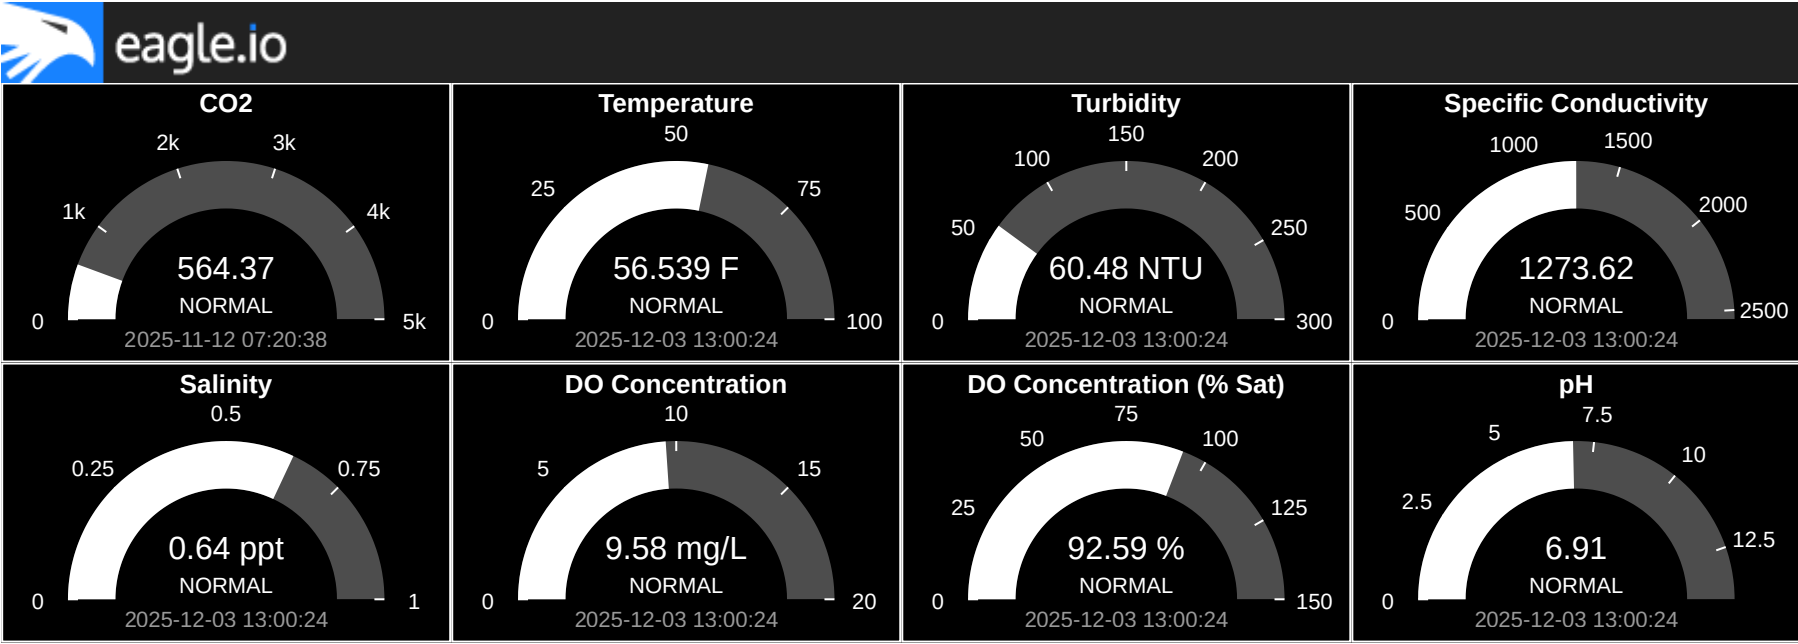 eagle.io
CO2
0
1k
2k
3k
4k
5k
564.37
NORMAL
2025-11-12 07:20:38
Temperature
0
25
50
75
100
56.539 F
NORMAL
2025-12-03 13:00:24
Turbidity
0
50
100
150
200
250
300
60.48 NTU
NORMAL
2025-12-03 13:00:24
Specific Conductivity
0
500
1000
1500
2000
2500
1273.62
NORMAL
2025-12-03 13:00:24
Salinity
0
0.25
0.5
0.75
1
0.64 ppt
NORMAL
2025-12-03 13:00:24
DO Concentration
0
5
10
15
20
9.58 mg/L
NORMAL
2025-12-03 13:00:24
DO Concentration (% Sat)
0
25
50
75
100
125
150
92.59 %
NORMAL
2025-12-03 13:00:24
pH
0
2.5
5
7.5
10
12.5
6.91
NORMAL
2025-12-03 13:00:24